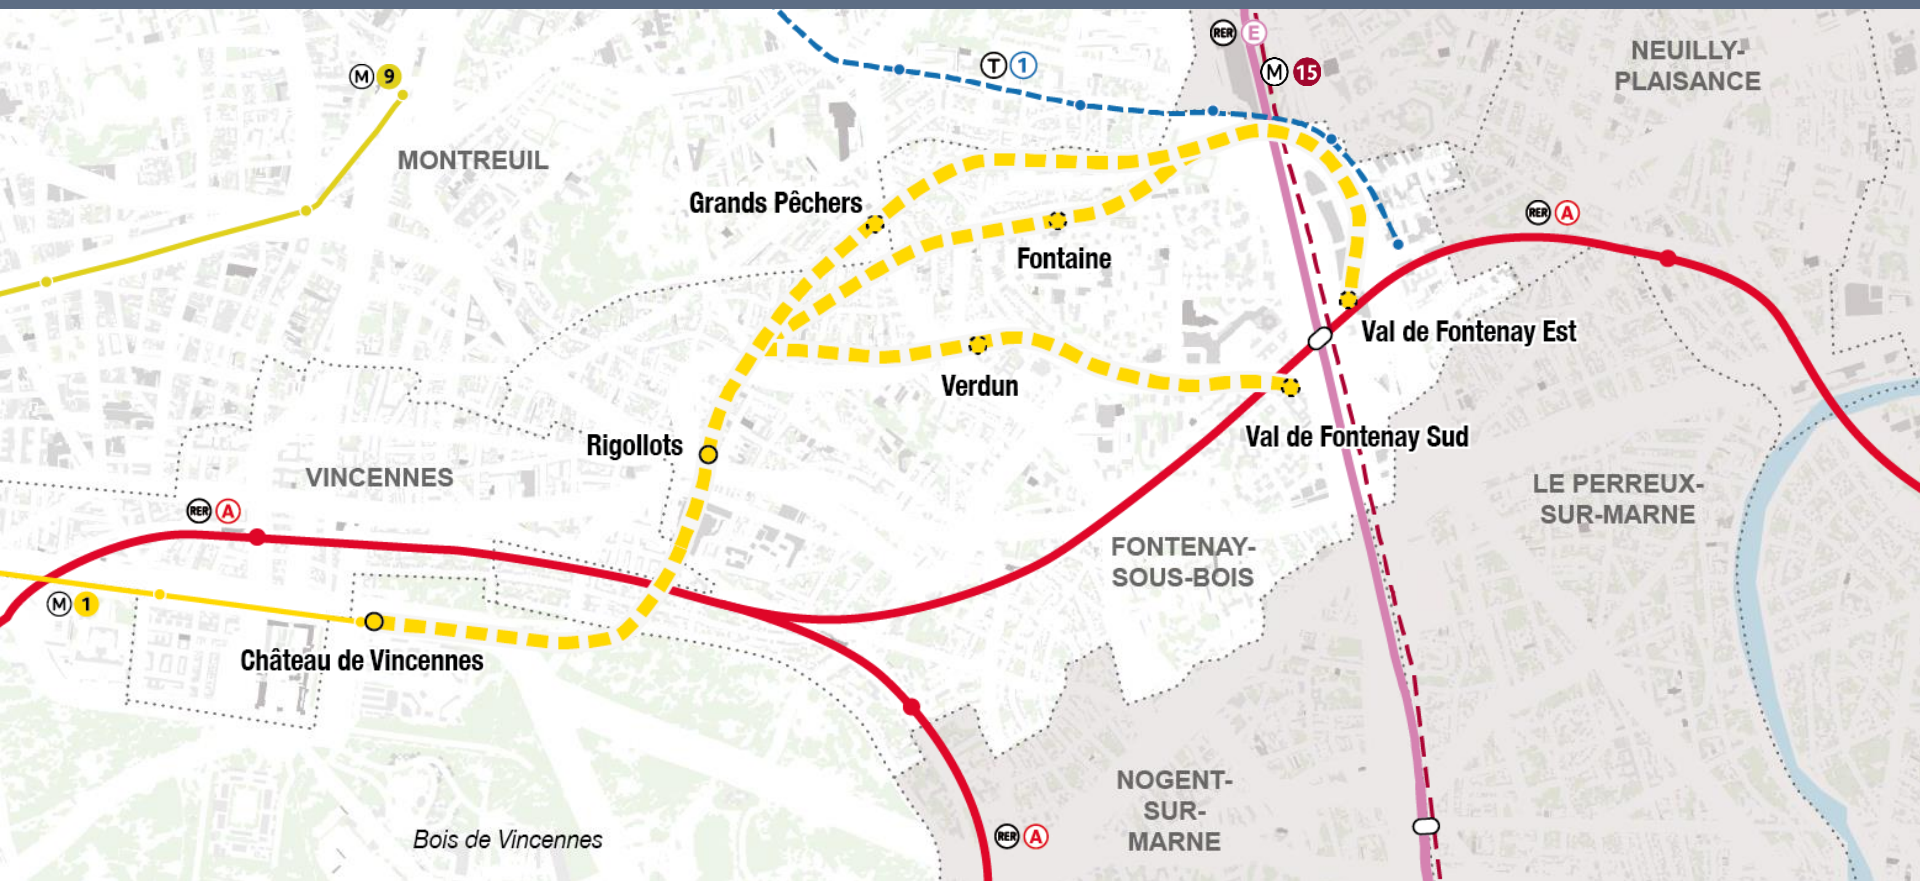 RER E
M 15
NEUILLY-
PLAISANCE
T 1
M 9
MONTREUIL
Grands Pêchers
RER A
Fontaine
Val de Fontenay Est
Verdun
Val de Fontenay Sud
Rigollots
VINCENNES
LE PERREUX-
SUR-MARNE
RER A
FONTENAY-
SOUS-BOIS
M 1
Château de Vincennes
NOGENT-
SUR-
MARNE
Bois de Vincennes
RER A